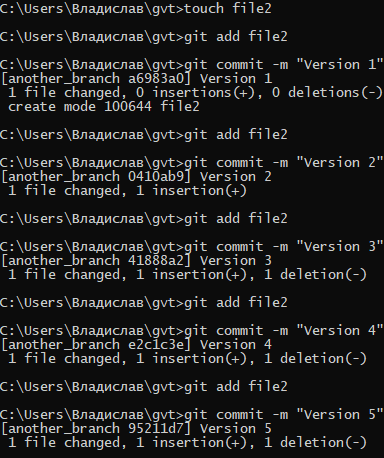 C:\Users\Владислав\gvt>touch file2
C:\Users\Владислав\gvt>git add file2
C:\Users\Владислав\gvt>git commit -m "Version 1"
[another_branch a6983a0] Version 1
1 file changed, 0 insertions(+), 0 deletions(-)
create mode 100644 file2
C:\Users\Владислав\gvt>git add file2
C:\Users\Владислав\gvt>git commit -m "Version 2"
[another_branch 0410ab9] Version 2
1 file changed, 1 insertion(+)
C:\Users\Владислав\gvt>git add file2
C:\Users\Владислав\gvt>git commit -m "Version 3"
[another_branch 41888a2] Version 3
1 file changed, 1 insertion(+), 1 deletion(-)
C:\Users\Владислав\gvt>git add file2
C:\Users\Владислав\gvt>git commit -m "Version 4"
[another_branch e2c1c3e] Version 4
1 file changed, 1 insertion(+), 1 deletion(-)
C:\Users\Владислав\gvt>git add file2
C:\Users\Владислав\gvt>git commit -m "Version 5"
[another_branch 95211d7] Version 5
1 file changed, 1 insertion(+), 1 deletion(-)